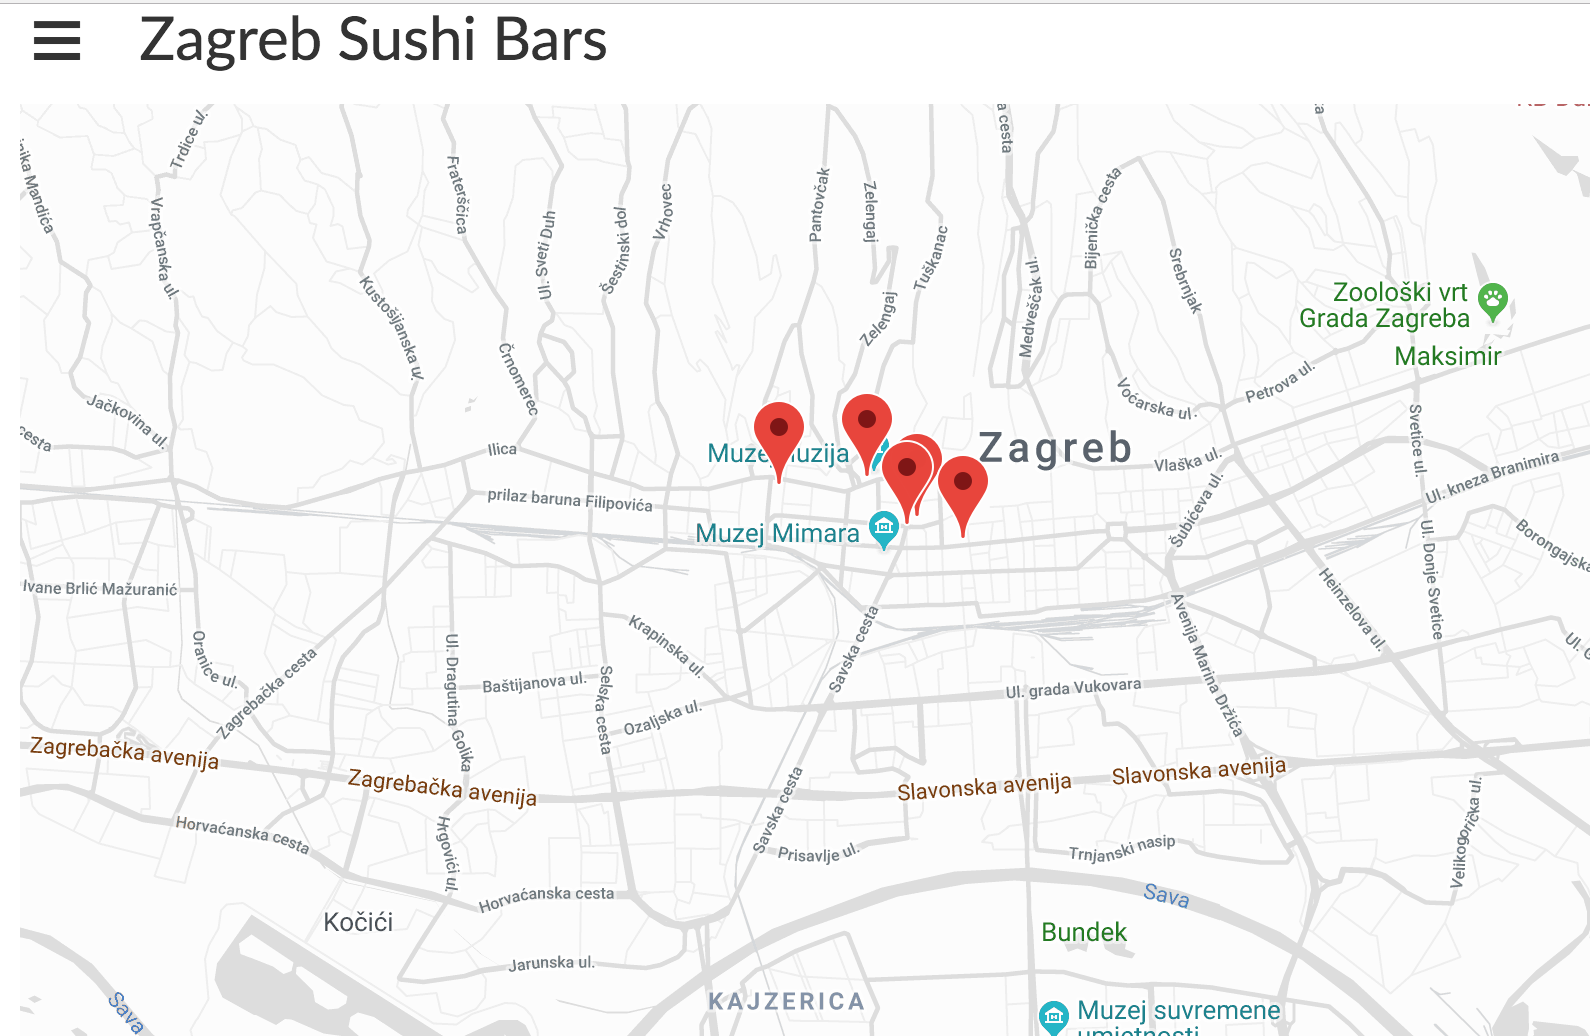 Zagreb Sushi Bars
Trdice ul.
a cesta
Mandića
Fraterščica
Pantovčak
Zelengaj
Vrhovec
Vrapčanska ul.
Ul. Sveti Duh
Šestinski dol
Tuškanac
Bijenička cesta
Srebrnjak
Kustošijanska ul.
Zelengaj
Medveščak ul.
Zoološki vrt
Grada Zagreba
Maksimir
Črnomerec
Petrova ul.
Voćarska ul.
Jačkovina ul.
Svetice ul.
cesta
Ilica
Muzej iluzija
Zagreb
Vlaška ul.
Ul. kneza Branimira
prilaz baruna Filipovića
Šubićeva ul.
Muzej Mimara
Ul. Donje Svetice
Borongajska
Ivane Brlić Mažuranić
Heinzelova ul.
Oranice ul.
Ul. Dragutina Golika
Krapinska ul.
Savska cesta
Avenija Marina Držića
Ul. G
Zagrebačka cesta
Baštijanova ul.
Selska cesta
Ozaljska ul.
Ul. grada Vukovara
Zagrebačka avenija
Zagrebačka avenija
Slavonska avenija
Slavonska avenija
Savska cesta
Horvaćanska cesta
Hrgovići ul.
Prisavlje ul.
Trnjanski nasip
Velikogorička ul.
Horvaćanska cesta
Sava
Kočići
Bundek
Jarunska ul.
Sava
KAJZERICA
Muzej suvremene
umjetnosti